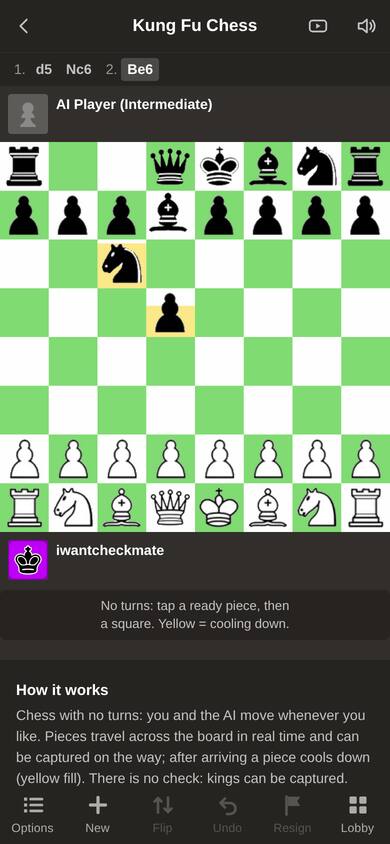 Kung Fu Chess
1. d5 Nc6 2. Be6
AI Player (Intermediate)
iwantcheckmate
No turns: tap a ready piece, then
a square. Yellow = cooling down.
How it works
Chess with no turns: you and the AI move whenever you
like. Pieces travel across the board in real time and can
be captured on the way; after arriving a piece cools down
(yellow fill). There is no check: kings can be captured.
Options New Flip Undo Resign Lobby